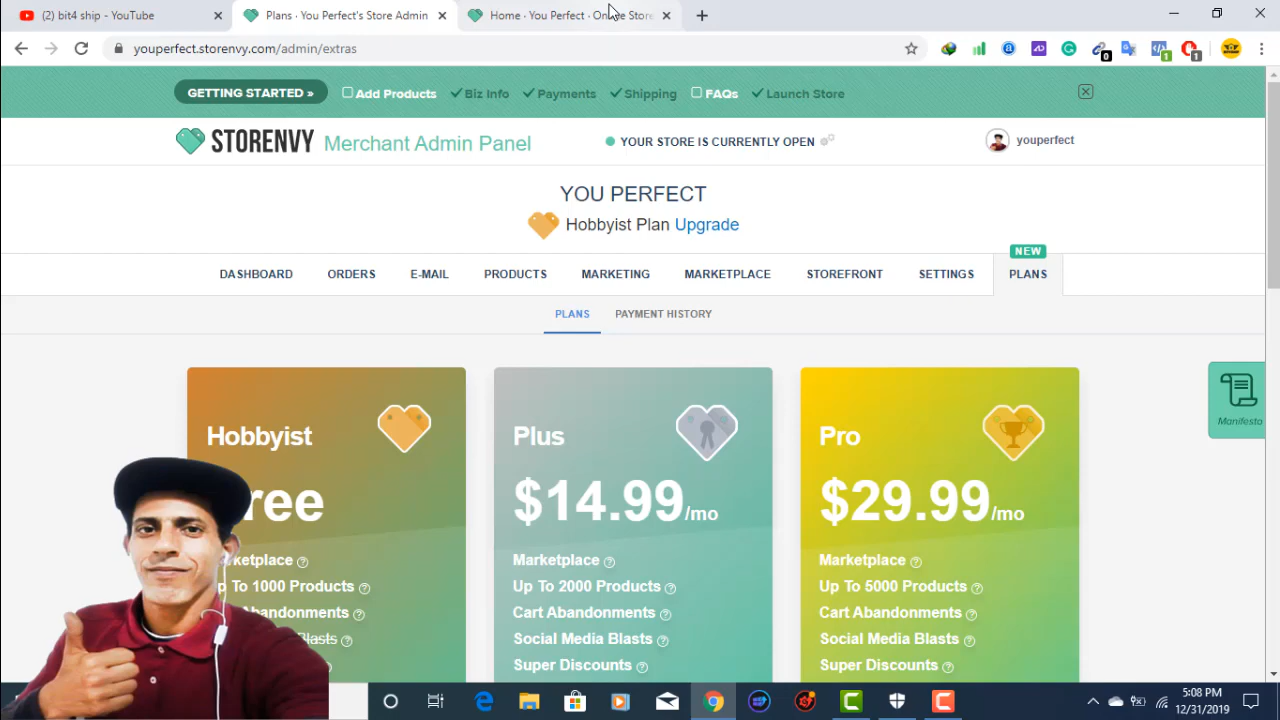 (2) bit4 ship - YouTube
Plans · You Perfect's Store Admin
Home · You Perfect · Online Store
youperfect.storenvy.com/admin/extras
0
1
1
GETTING STARTED »
Add Products
Biz Info
Payments
Shipping
FAQs
Launch Store
STORENVY Merchant Admin Panel
YOUR STORE IS CURRENTLY OPEN
youperfect
YOU PERFECT
Hobbyist Plan Upgrade
NEW
DASHBOARD
ORDERS
E-MAIL
PRODUCTS
MARKETING
MARKETPLACE
STOREFRONT
SETTINGS
PLANS
PLANS
PAYMENT HISTORY
Manifesto
Hobbyist
ree
ketplace
p To 1000 Products
Abandonments
Blasts
Plus
$14.99/mo
Marketplace
Up To 2000 Products
Cart Abandonments
Social Media Blasts
Super Discounts
Pro
$29.99/mo
Marketplace
Up To 5000 Products
Cart Abandonments
Social Media Blasts
Super Discounts
5:08 PM
12/31/2019